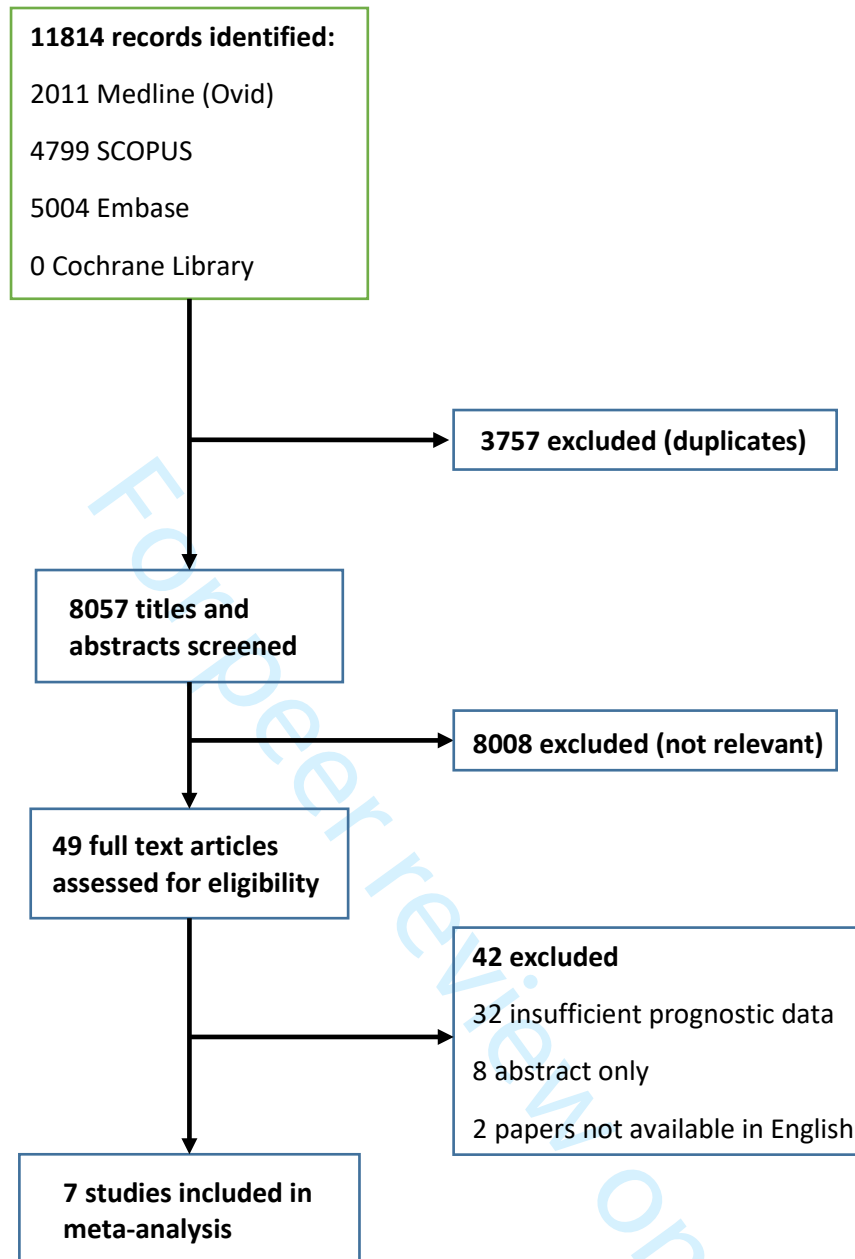 11814 records identified:
2011 Medline (Ovid)
4799 SCOPUS
5004 Embase
0 Cochrane Library
3757 excluded (duplicates)
8057 titles and
abstracts screened
8008 excluded (not relevant)
49 full text articles
assessed for eligibility
42 excluded
32 insufficient prognostic data
8 abstract only
2 papers not available in English
7 studies included in
meta-analysis
For peer review on